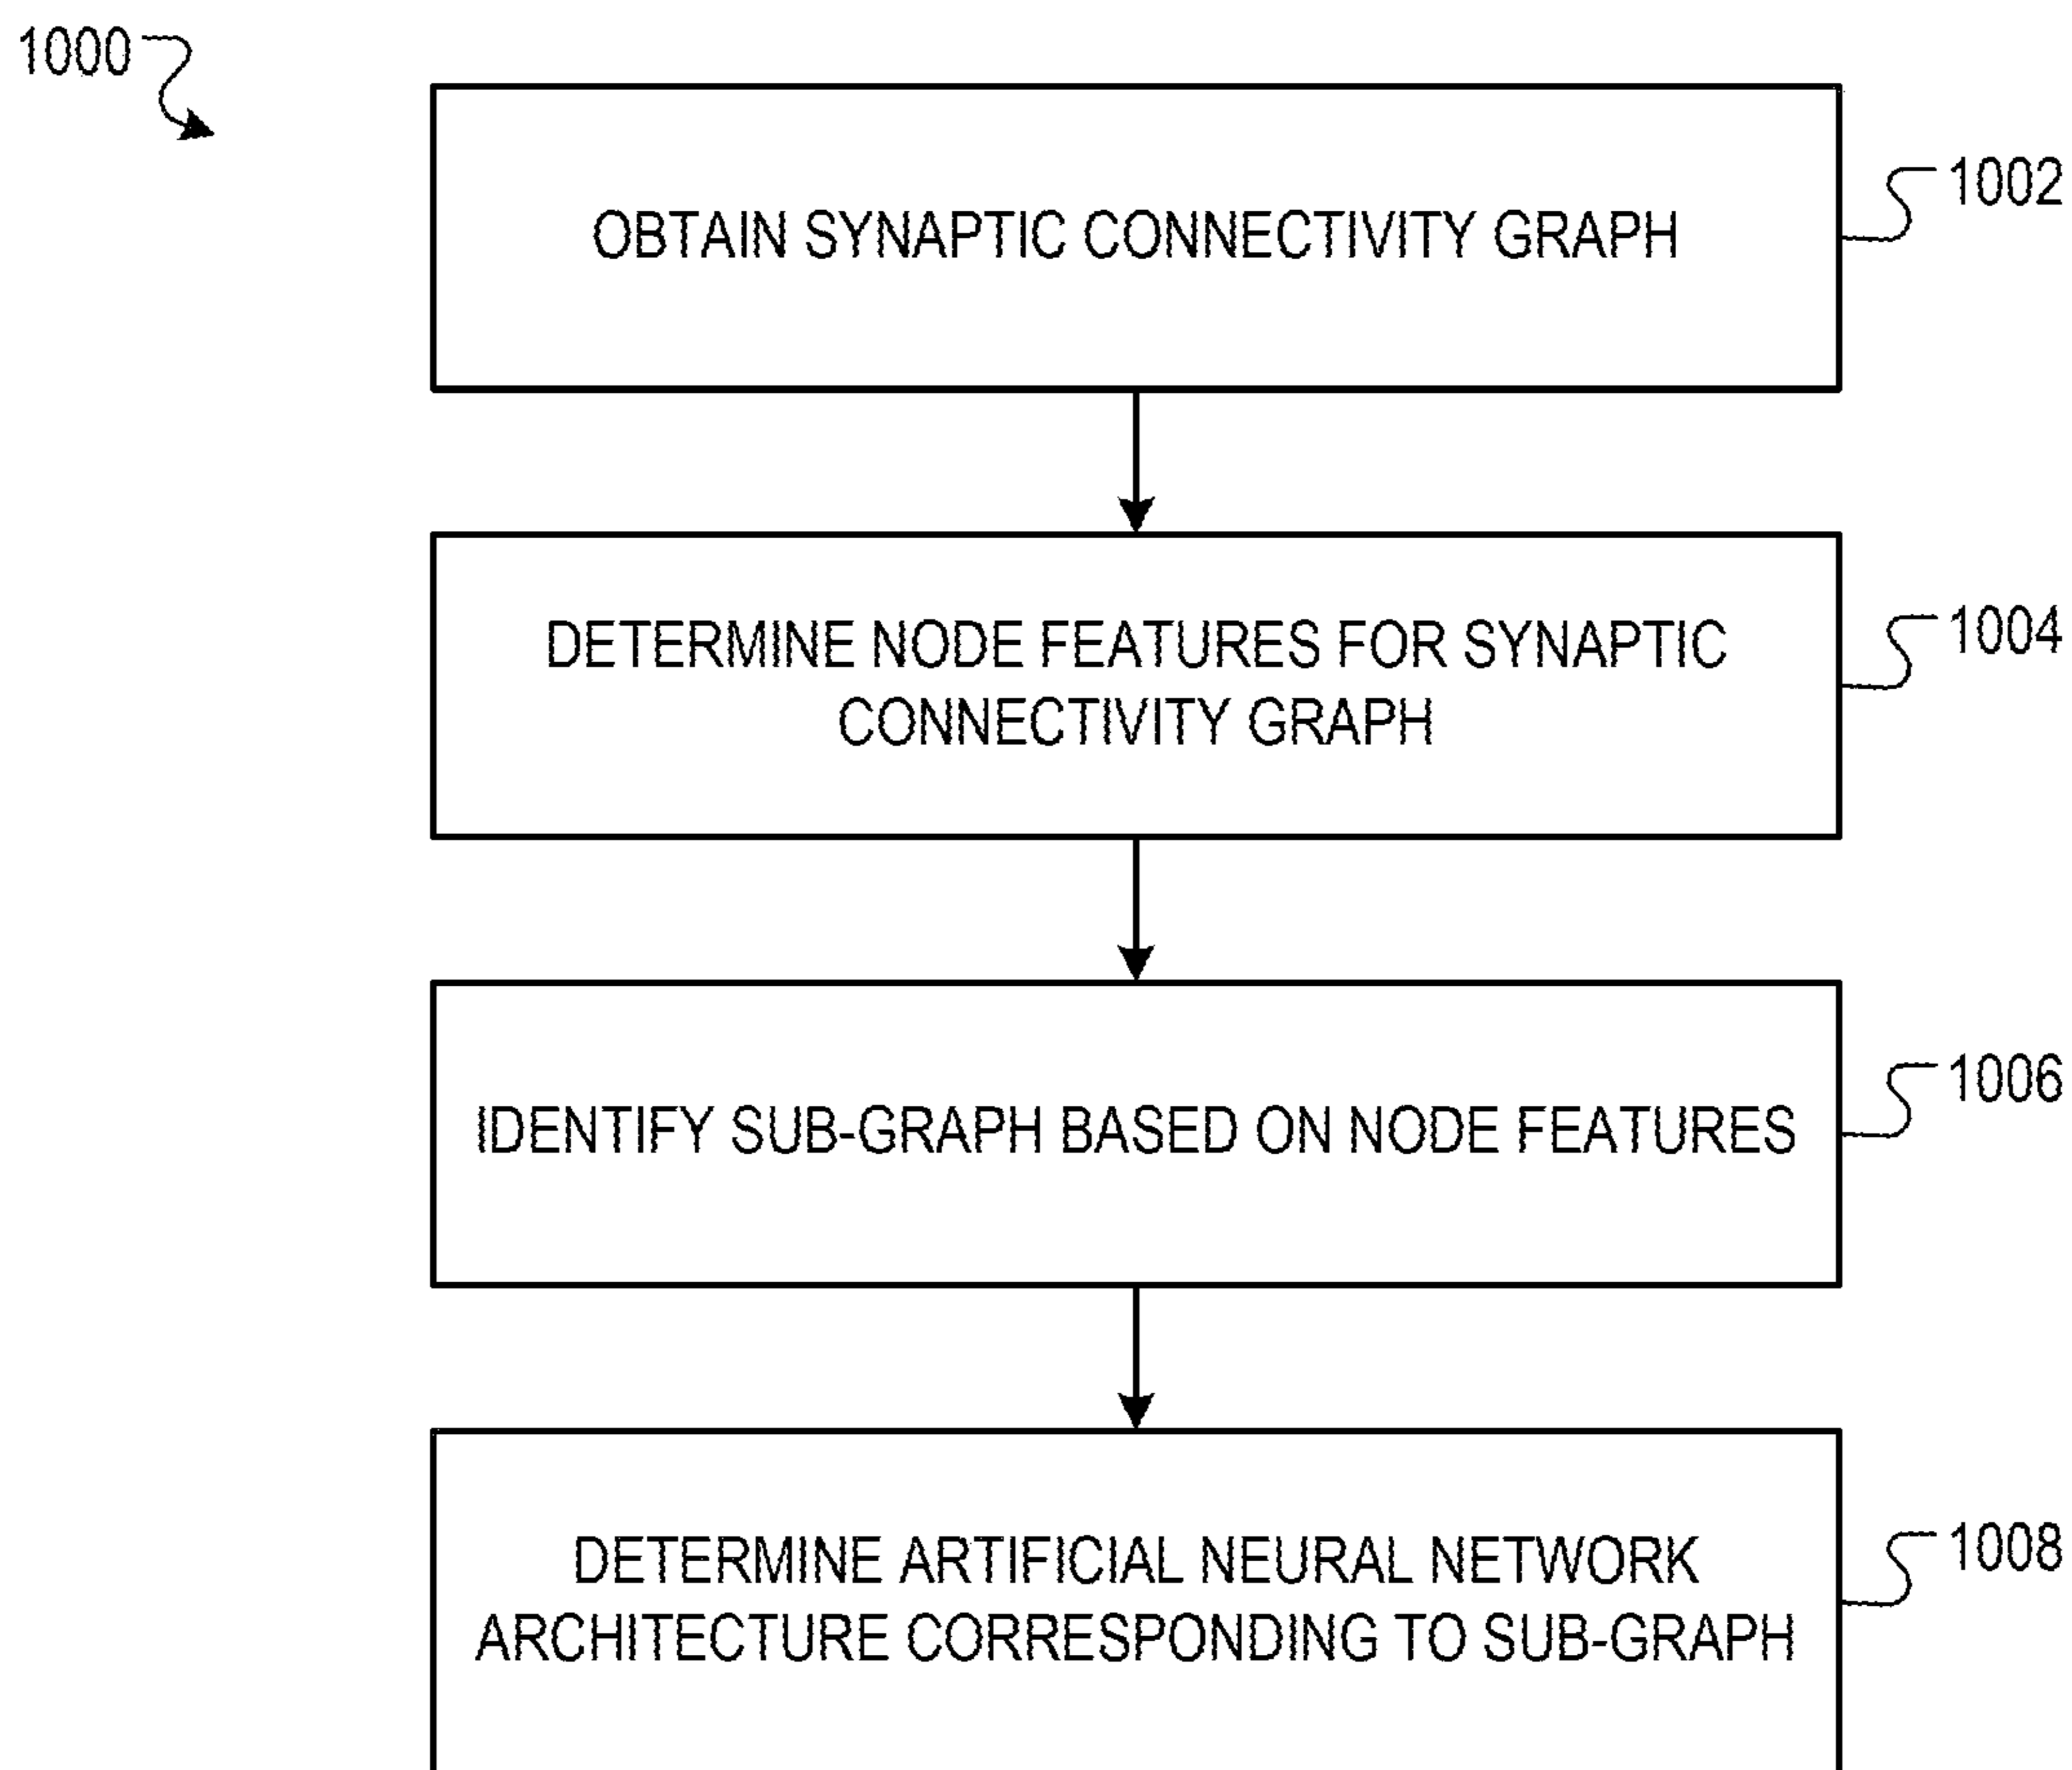 1000
OBTAIN SYNAPTIC CONNECTIVITY GRAPH
1002
DETERMINE NODE FEATURES FOR SYNAPTIC
CONNECTIVITY GRAPH
1004
IDENTIFY SUB-GRAPH BASED ON NODE FEATURES
1006
DETERMINE ARTIFICIAL NEURAL NETWORK
ARCHITECTURE CORRESPONDING TO SUB-GRAPH
1008